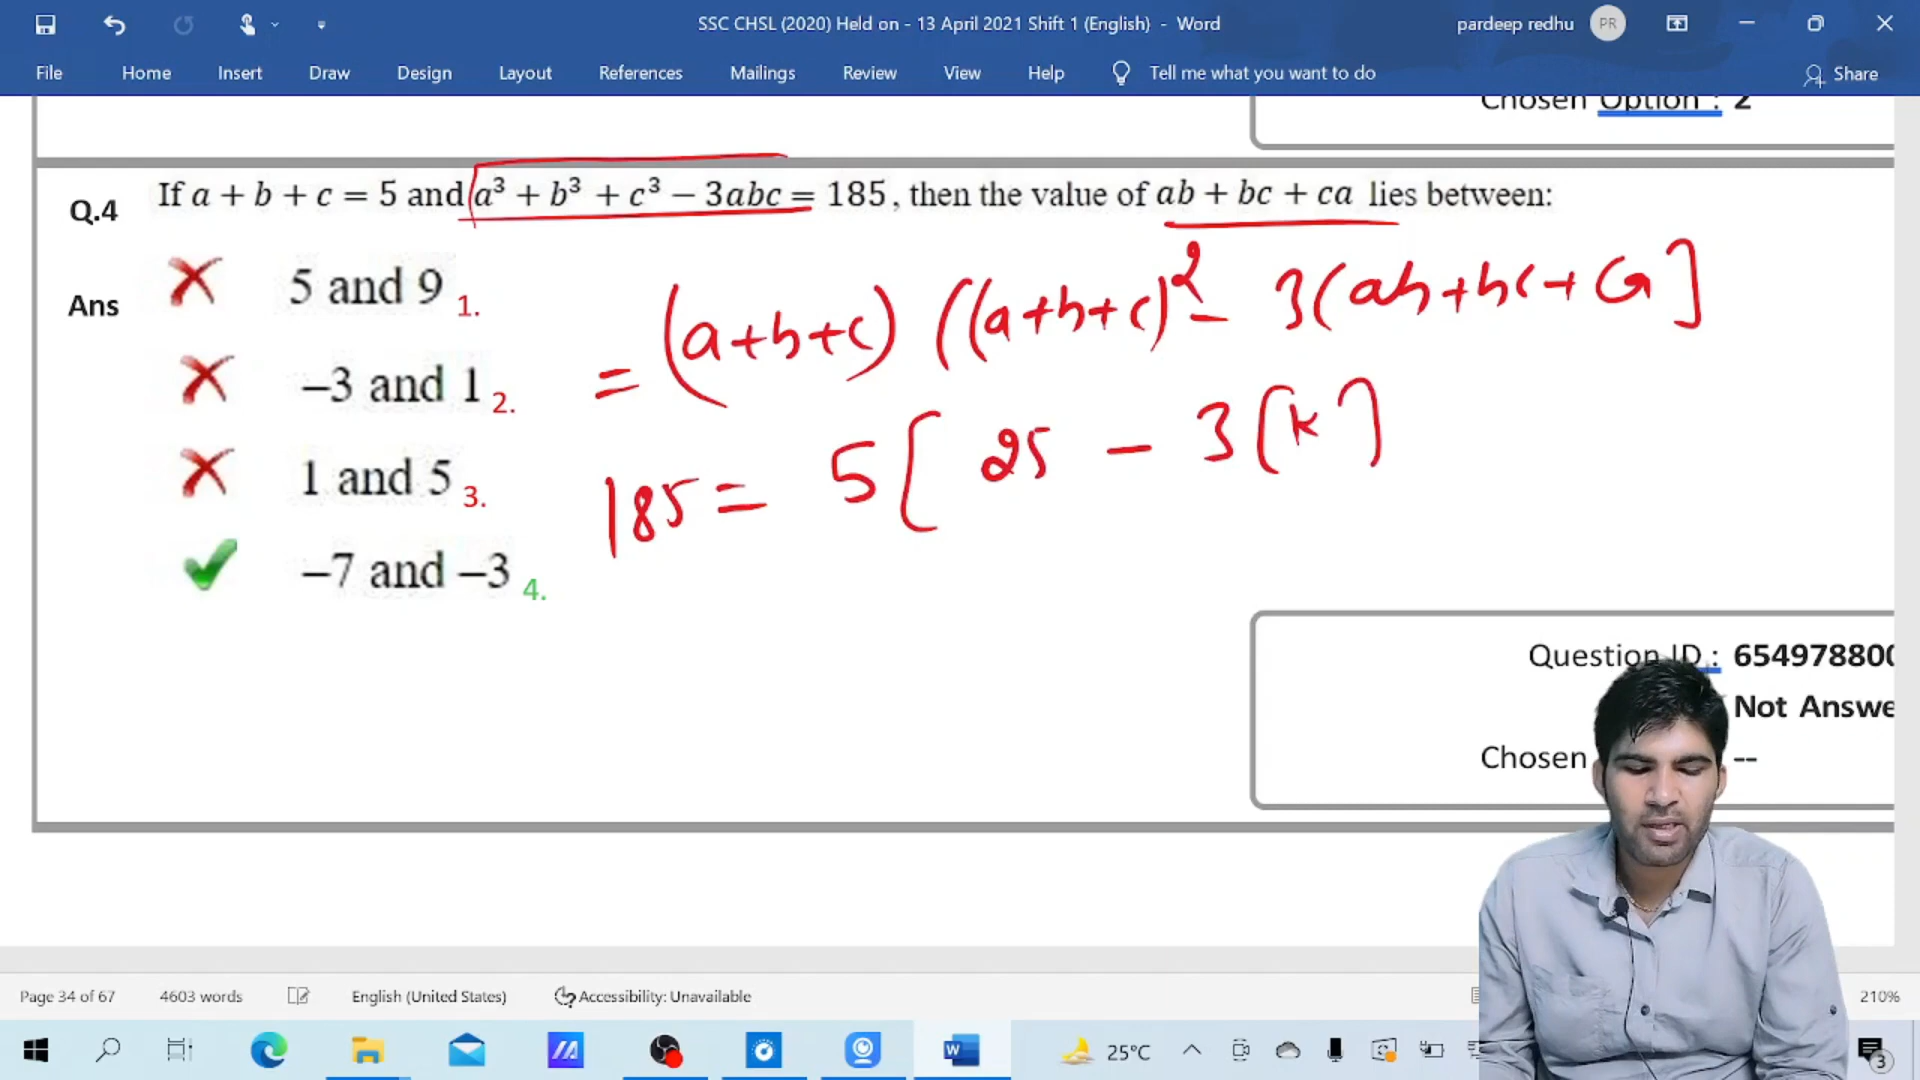 SSC CHSL (2020) Held on - 13 April 2021 Shift 1 (English) - Word
pardeep redhu PR
File Home Insert Draw Design Layout References Mailings Review View Help Tell me what you want to do Share
Chosen Option : 2
Q.4 If a + b + c = 5 and a³ + b³ + c³ − 3abc = 185, then the value of ab + bc + ca lies between:
Ans
5 and 9 1.
−3 and 1 2.
1 and 5 3.
−7 and −3 4.
= (a+b+c) ((a+b+c)² - 3(ab+bc+ca]
185 = 5[ 25 - 3[k]
Question ID : 654978800
Not Answe
Chosen --
Page 34 of 67 4603 words English (United States) Accessibility: Unavailable 210%
W 25°C 3